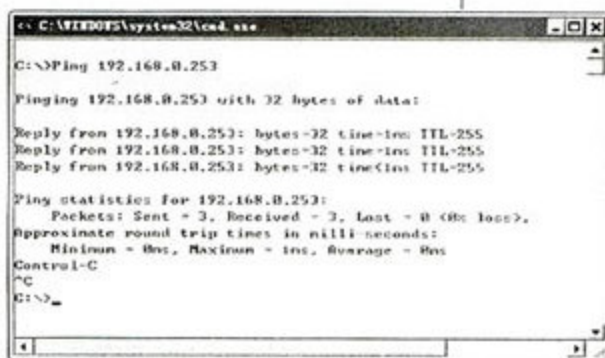 C:\WINDOWS\system32\cmd.exe
C:\>Ping 192.168.0.253
Pinging 192.168.0.253 with 32 bytes of data:
Reply from 192.168.0.253: bytes=32 time=1ms TTL=255
Reply from 192.168.0.253: bytes=32 time=1ms TTL=255
Reply from 192.168.0.253: bytes=32 time<1ms TTL=255
Ping statistics for 192.168.0.253:
Packets: Sent = 3, Received = 3, Lost = 0 <0% loss>,
Approximate round trip times in milli-seconds:
Minimum = 0ms, Maximum = 1ms, Average = 0ms
Control-C
^C
C:\>_